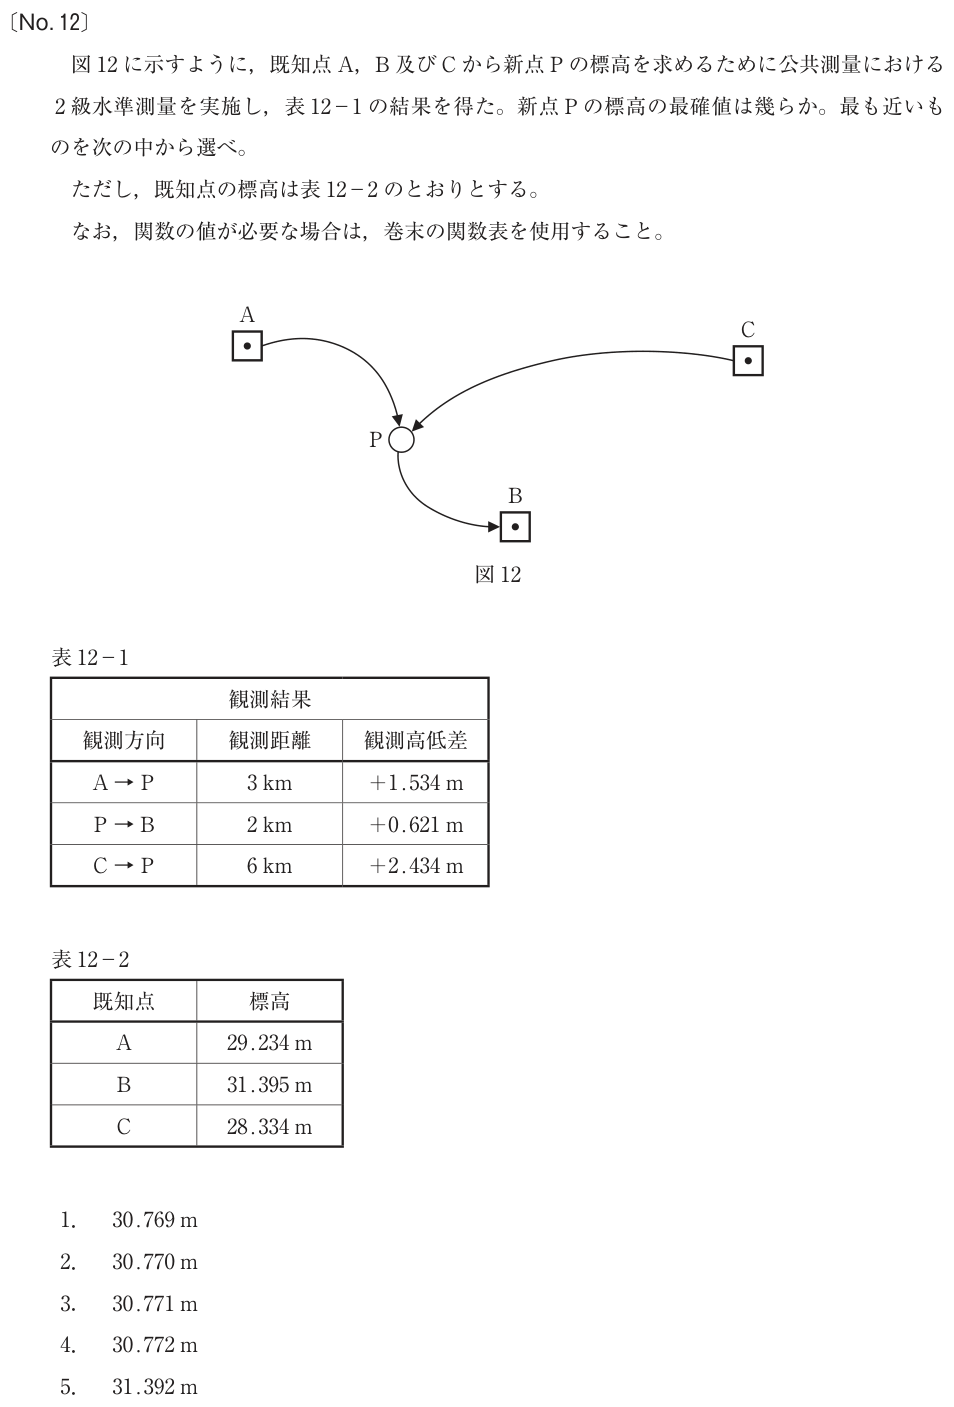 〔No. 12〕
図 12 に示すように，既知点 A，B 及び C から新点 P の標高を求めるために公共測量における
2 級水準測量を実施し，表 12−1 の結果を得た。新点 P の標高の最確値は幾らか。最も近いも
のを次の中から選べ。
ただし，既知点の標高は表 12−2 のとおりとする。
なお，関数の値が必要な場合は，巻末の関数表を使用すること。
A
C
P
B
図 12
表 12−1
観測結果
観測方向 観測距離 観測高低差
A → P 3 km +1.534 m
P → B 2 km +0.621 m
C → P 6 km +2.434 m
表 12−2
既知点 標高
A 29.234 m
B 31.395 m
C 28.334 m
1. 30.769 m
2. 30.770 m
3. 30.771 m
4. 30.772 m
5. 31.392 m